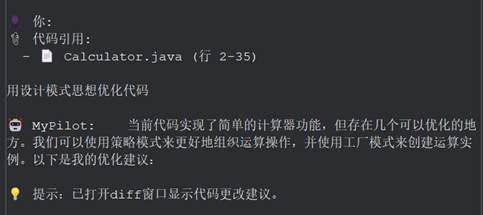 你:
代码引用:
- Calculator.java (行 2-35)
用设计模式思想优化代码
MyPilot: 当前代码实现了简单的计算器功能，但存在几个可以优化的地
方。我们可以使用策略模式来更好地组织运算操作，并使用工厂模式来创建运算实
例。以下是我的优化建议:
提示：已打开diff窗口显示代码更改建议。